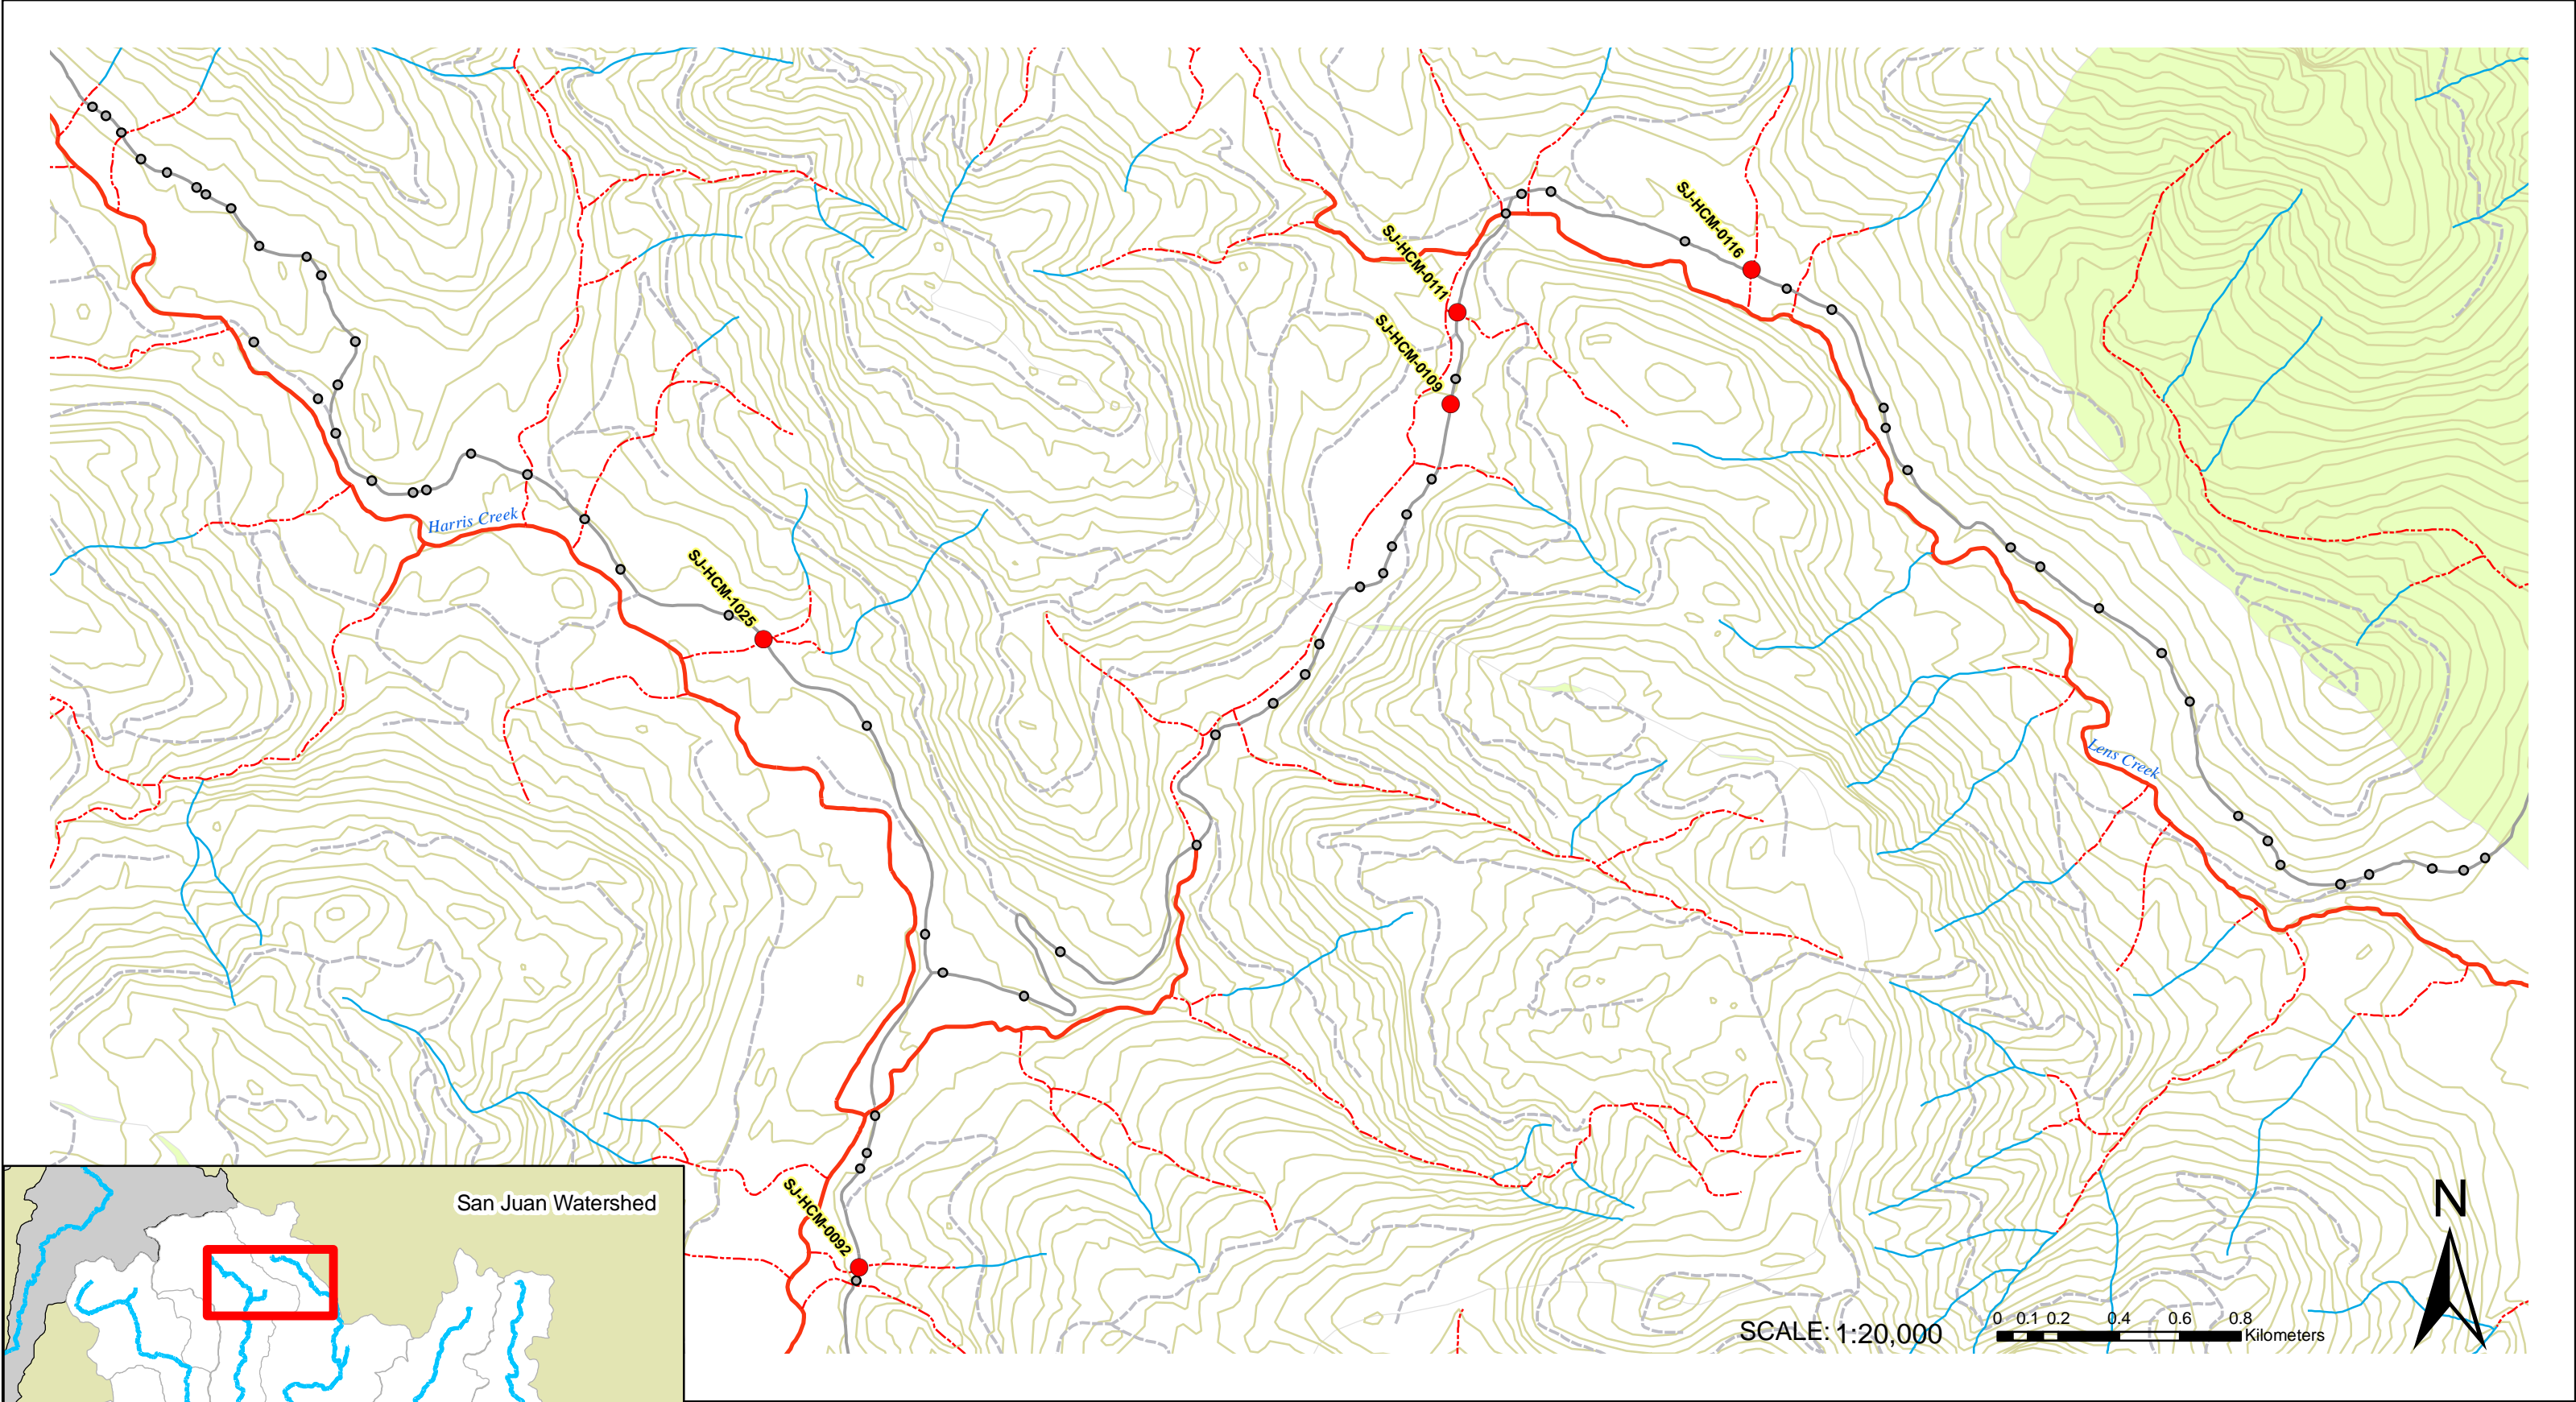 SJ-HCM-0116
SJ-HCM-0111
SJ-HCM-0109
Harris Creek
SJ-HCM-1025
Lens Creek
SJ-HCM-0092
San Juan Watershed
N
SCALE: 1:20,000
0 0.1 0.2 0.4 0.6 0.8
Kilometers